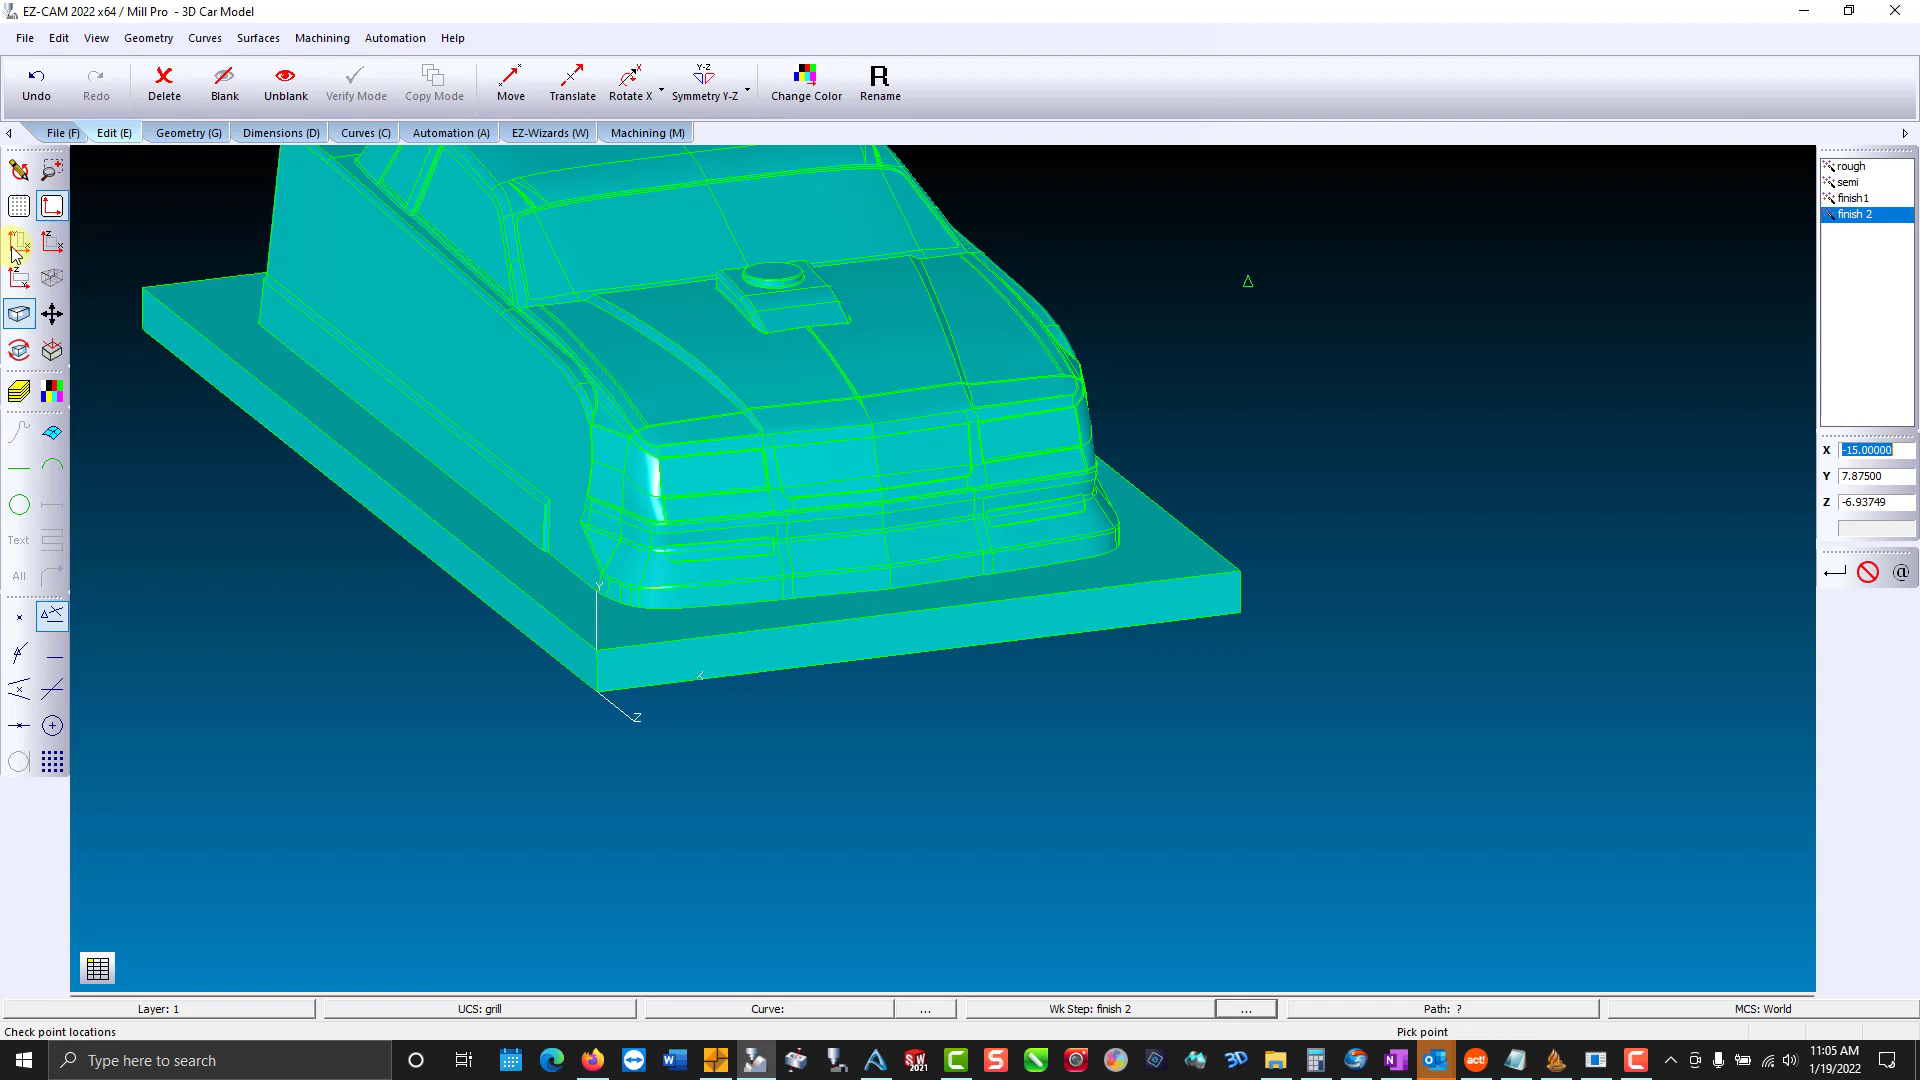 EZ-CAM 2022 x64 / Mill Pro - 3D Car Model
File Edit View Geometry Curves Surfaces Machining Automation Help
Undo Redo Delete Blank Unblank Verify Mode Copy Mode Move Translate Rotate X Symmetry Y-Z Change Color Rename
File (F) Edit (E) Geometry (G) Dimensions (D) Curves (C) Automation (A) EZ-Wizards (W) Machining (M)
rough
semi
finish1
finish 2
X -15.00000
Y 7.87500
Z -6.93749
Text
All
Y
X
Z
Layer: 1 UCS: grill Curve: ... Wk Step: finish 2 ... Path: ? MCS: World
Check point locations Pick point
Type here to search
11:05 AM
1/19/2022